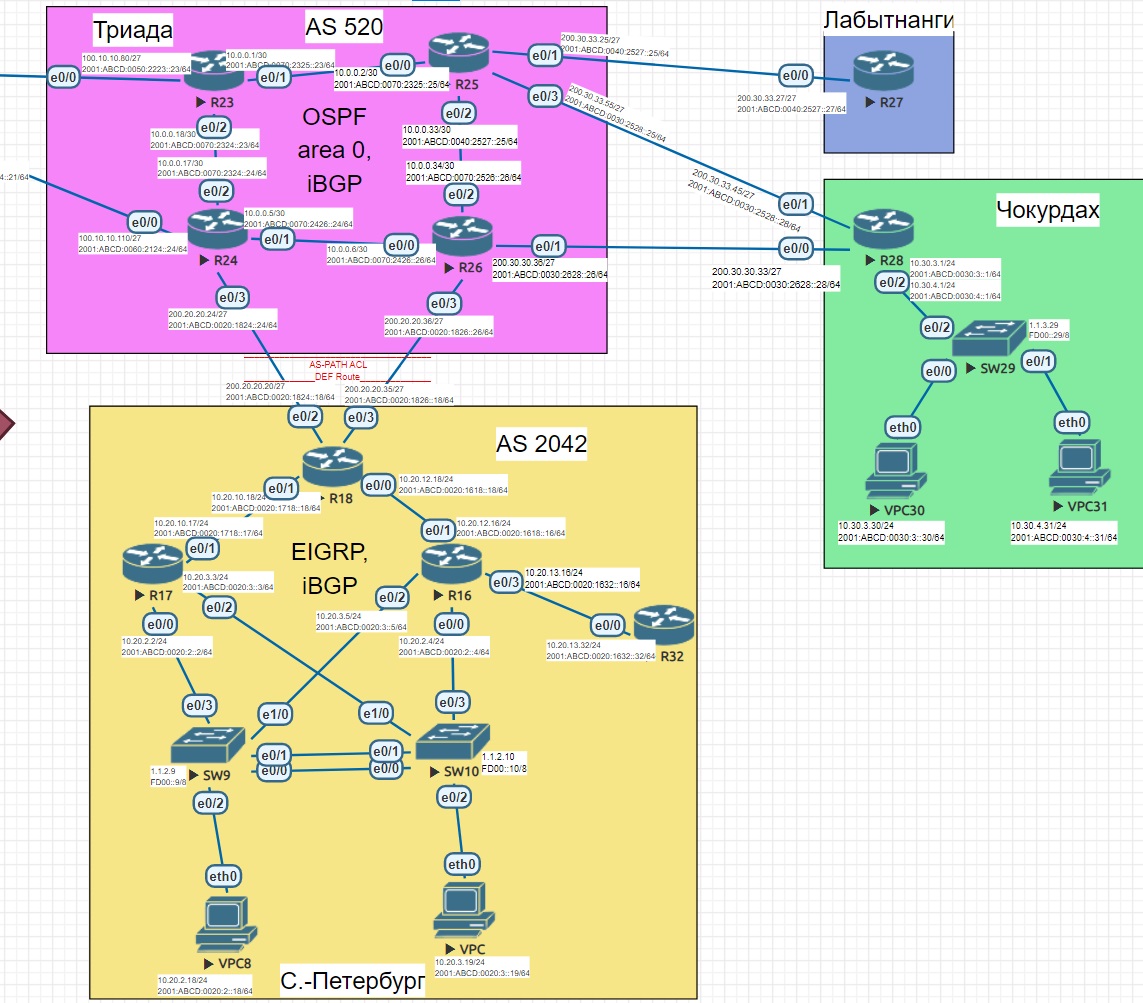 Триада
AS 520
Лабытнанги
e0/0
100.10.10.80/27
2001:ABCD:0050:2223::23/64
R23
10.0.0.1/30
2001:ABCD:0070:2325::23/64
e0/1
10.0.0.2/30
2001:ABCD:0070:2325::25/64
e0/0
R25
e0/1
200.30.33.25/27
2001:ABCD:0040:2527::25/64
e0/3
200.30.33.55/27
2001:ABCD:0030:2528::25/64
e0/0
200.30.33.27/27
2001:ABCD:0040:2527::27/64
R27
e0/2
10.0.0.18/30
2001:ABCD:0070:2324::23/64
10.0.0.17/30
2001:ABCD:0070:2324::24/64
e0/2
OSPF
area 0,
iBGP
e0/2
10.0.0.33/30
2001:ABCD:0040:2527::25/64
10.0.0.34/30
2001:ABCD:0070:2526::26/64
e0/2
4::21/64
e0/0
100.10.10.110/27
2001:ABCD:0060:2124::24/64
R24
10.0.0.5/30
2001:ABCD:0070:2426::24/64
e0/1
10.0.0.6/30
2001:ABCD:0070:2426::26/64
e0/0
R26
e0/1
200.30.30.36/27
2001:ABCD:0030:2628::26/64
200.30.33.45/27
2001:ABCD:0030:2528::28/64
e0/1
e0/0
200.30.30.33/27
2001:ABCD:0030:2628::28/64
Чокурдах
R28
10.30.3.1/24
2001:ABCD:0030:3::1/64
10.30.4.1/24
2001:ABCD:0030:4::1/64
e0/2
e0/2
1.1.3.29
FD00::29/8
SW29
e0/0
e0/1
eth0
eth0
VPC30
10.30.3.30/24
2001:ABCD:0030:3::30/64
VPC31
10.30.4.31/24
2001:ABCD:0030:4::31/64
e0/3
200.20.20.24/27
2001:ABCD:0020:1824::24/64
e0/3
200.20.20.36/27
2001:ABCD:0020:1826::26/64
AS-PATH ACL
DEF Route
200.20.20.20/27
2001:ABCD:0020:1824::18/64
200.20.20.35/27
2001:ABCD:0020:1826::18/64
e0/2
e0/3
AS 2042
R18
e0/1
10.20.10.18/24
2001:ABCD:0020:1718::18/64
e0/0
10.20.12.18/24
2001:ABCD:0020:1618::18/64
10.20.10.17/24
2001:ABCD:0020:1718::17/64
e0/1
e0/1
10.20.12.16/24
2001:ABCD:0020:1618::16/64
EIGRP,
iBGP
R17
10.20.3.3/24
2001:ABCD:0020:3::3/64
e0/2
R16
e0/3
10.20.13.16/24
2001:ABCD:0020:1632::16/64
e0/2
10.20.3.5/24
2001:ABCD:0020:3::5/64
e0/0
10.20.2.2/24
2001:ABCD:0020:2::2/64
e0/0
10.20.2.4/24
2001:ABCD:0020:2::4/64
e0/0
10.20.13.32/24
2001:ABCD:0020:1632::32/64
R32
e0/3
e1/0
e1/0
e0/3
e0/1
e0/0
e0/1
e0/0
1.1.2.9
FD00::9/8
SW9
SW10
1.1.2.10
FD00::10/8
e0/2
e0/2
eth0
eth0
VPC8
10.20.2.18/24
2001:ABCD:0020:2::18/64
VPC
10.20.3.19/24
2001:ABCD:0020:3::19/64
С.-Петербург